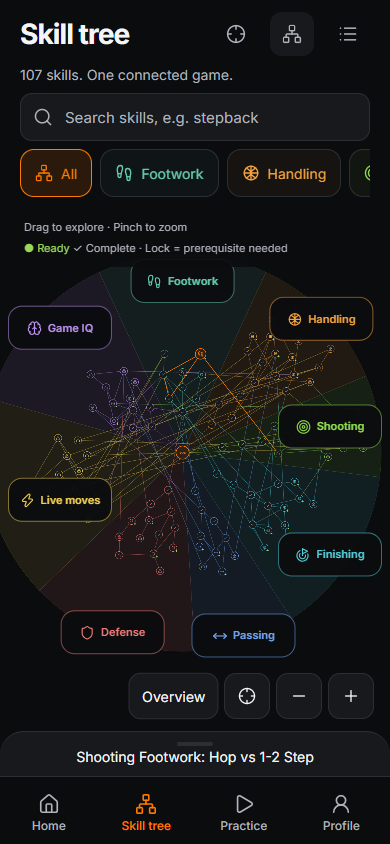 Skill tree
107 skills. One connected game.
Search skills, e.g. stepback
All
Footwork
Handling
Drag to explore · Pinch to zoom
Ready ✓ Complete · Lock = prerequisite needed
Footwork
Game IQ
Handling
Shooting
Live moves
Finishing
Defense
Passing
Overview
Shooting Footwork: Hop vs 1-2 Step
Home
Skill tree
Practice
Profile